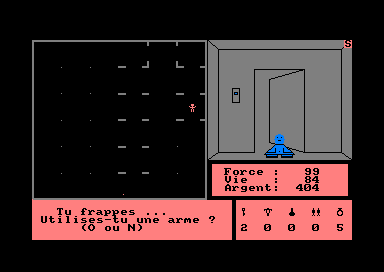 S
Force : 99
Vie : 84
Argent: 404
Tu frappes ...
Utilises-tu une arme ?
(O ou N)
2 0 0 0 5